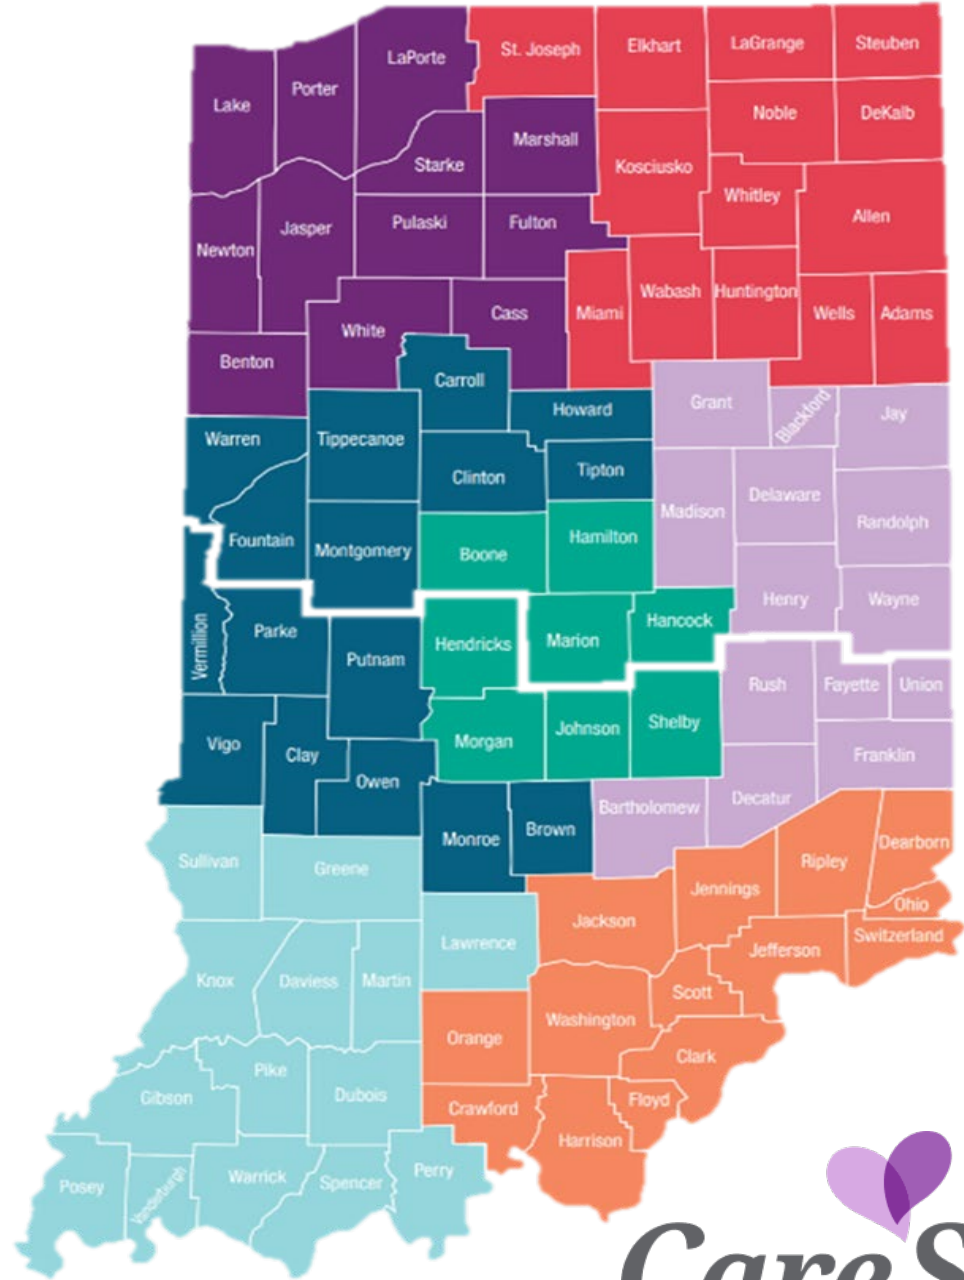 LaPorte
St. Joseph
Elkhart
LaGrange
Steuben
Lake
Porter
Noble
DeKalb
Starke
Marshall
Kosciusko
Whitley
Allen
Newton
Jasper
Pulaski
Fulton
Miami
Wabash
Huntington
Wells
Adams
White
Cass
Benton
Carroll
Howard
Grant
Blackford
Jay
Warren
Tippecanoe
Clinton
Tipton
Madison
Delaware
Randolph
Fountain
Montgomery
Boone
Hamilton
Henry
Wayne
Vermillion
Parke
Putnam
Hendricks
Marion
Hancock
Rush
Fayette
Union
Vigo
Clay
Owen
Morgan
Johnson
Shelby
Franklin
Monroe
Brown
Bartholomew
Decatur
Sullivan
Greene
Dearborn
Ripley
Jennings
Ohio
Lawrence
Jackson
Jefferson
Switzerland
Knox
Daviess
Martin
Scott
Orange
Washington
Clark
Gibson
Pike
Dubois
Crawford
Floyd
Harrison
Posey
Vanderburgh
Warrick
Spencer
Perry
CareS